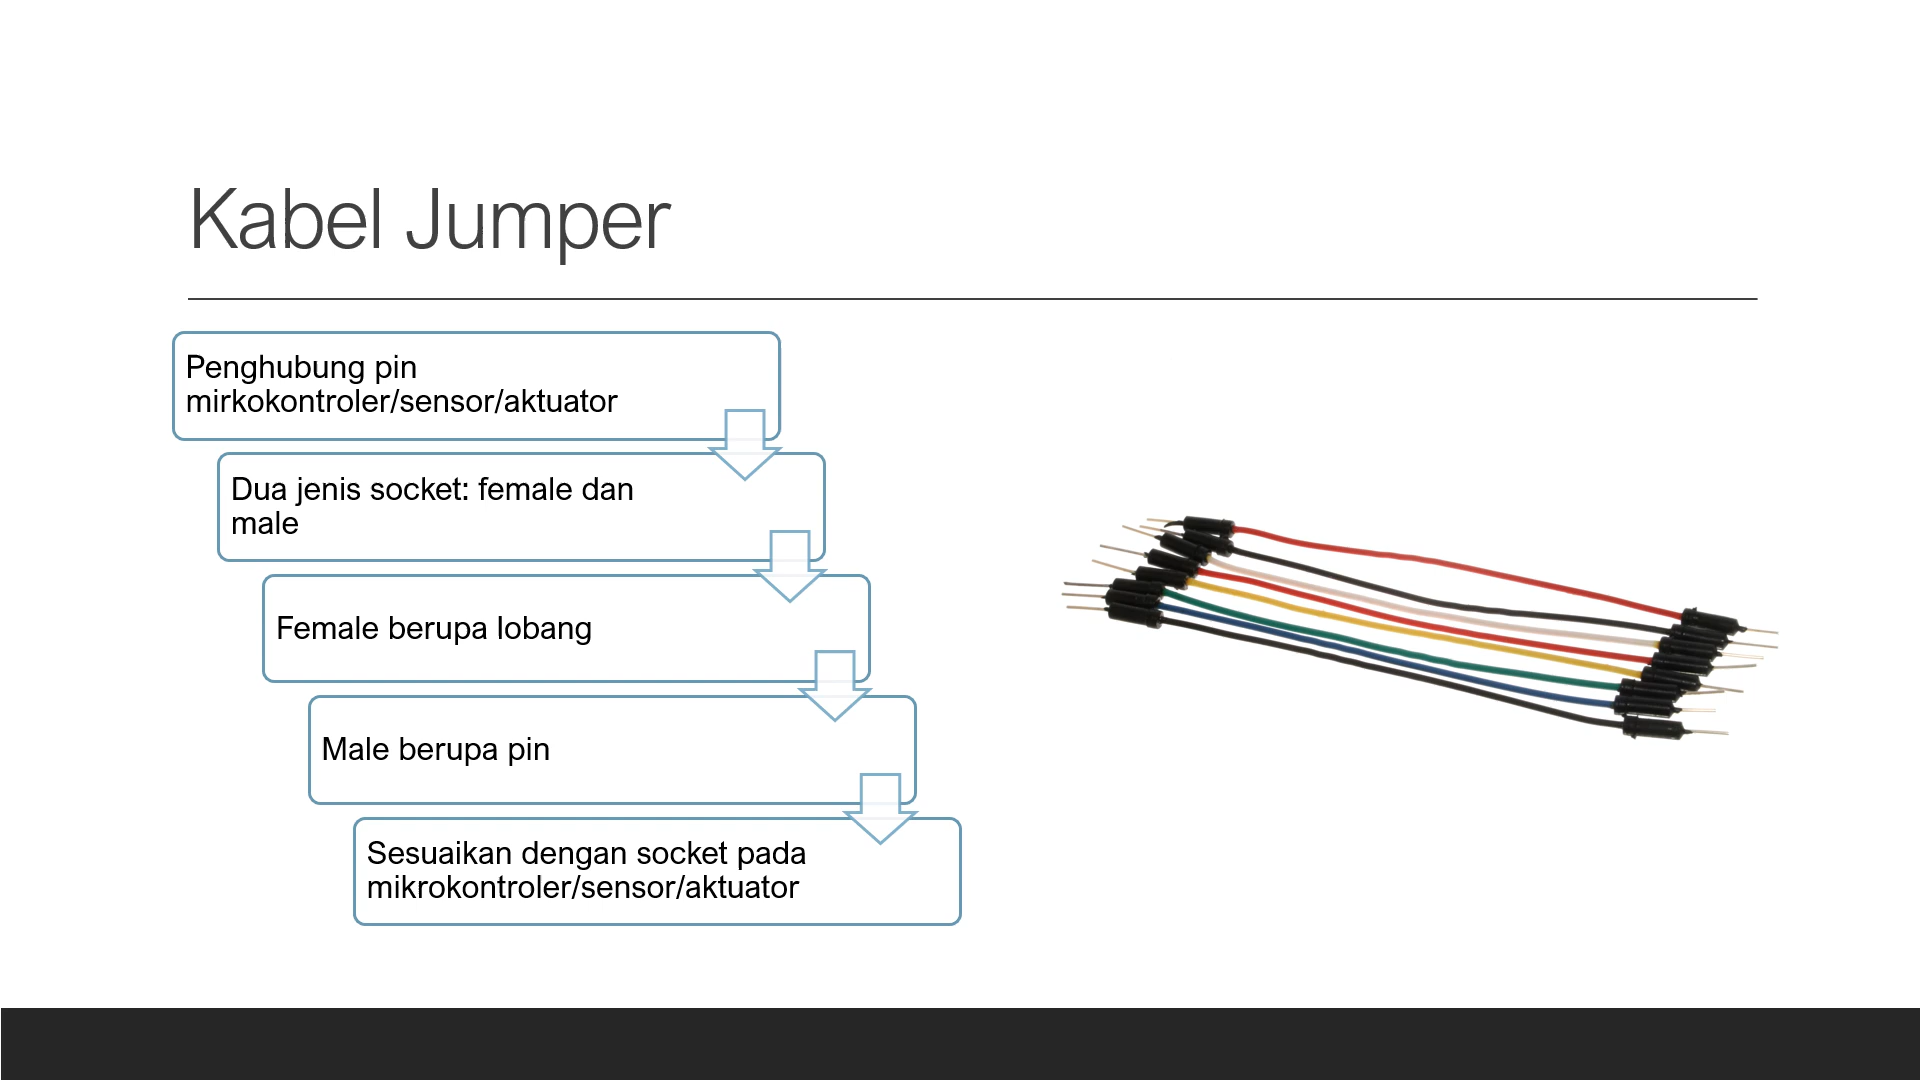 Kabel Jumper
Penghubung pin
mirkokontroler/sensor/aktuator
Dua jenis socket: female dan
male
Female berupa lobang
Male berupa pin
Sesuaikan dengan socket pada
mikrokontroler/sensor/aktuator